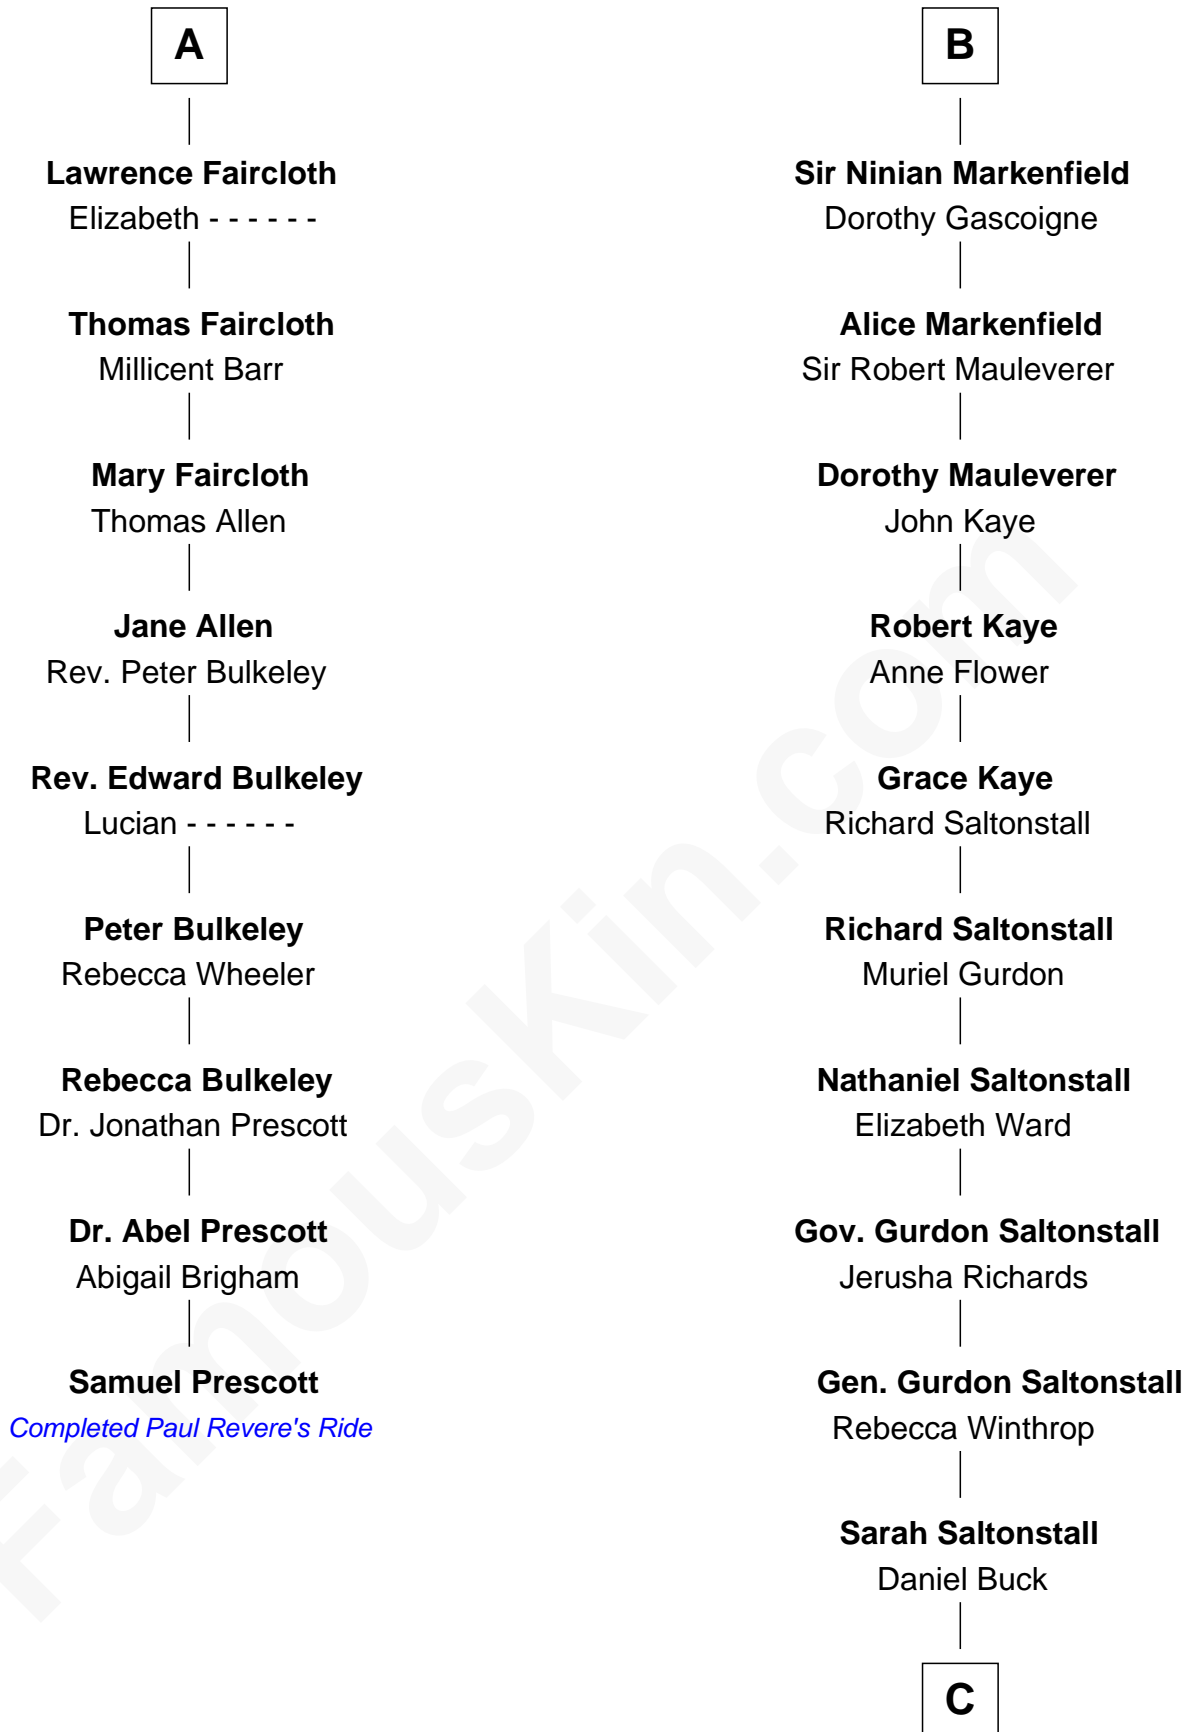 A
Lawrence Faircloth
Elizabeth - - - - - -
Thomas Faircloth
Millicent Barr
Mary Faircloth
Thomas Allen
Jane Allen
Rev. Peter Bulkeley
Rev. Edward Bulkeley
Lucian - - - - - -
Peter Bulkeley
Rebecca Wheeler
Rebecca Bulkeley
Dr. Jonathan Prescott
Dr. Abel Prescott
Abigail Brigham
Samuel Prescott
Completed Paul Revere's Ride
B
Sir Ninian Markenfield
Dorothy Gascoigne
Alice Markenfield
Sir Robert Mauleverer
Dorothy Mauleverer
John Kaye
Robert Kaye
Anne Flower
Grace Kaye
Richard Saltonstall
Richard Saltonstall
Muriel Gurdon
Nathaniel Saltonstall
Elizabeth Ward
Gov. Gurdon Saltonstall
Jerusha Richards
Gen. Gurdon Saltonstall
Rebecca Winthrop
Sarah Saltonstall
Daniel Buck
C
FamousKin.com